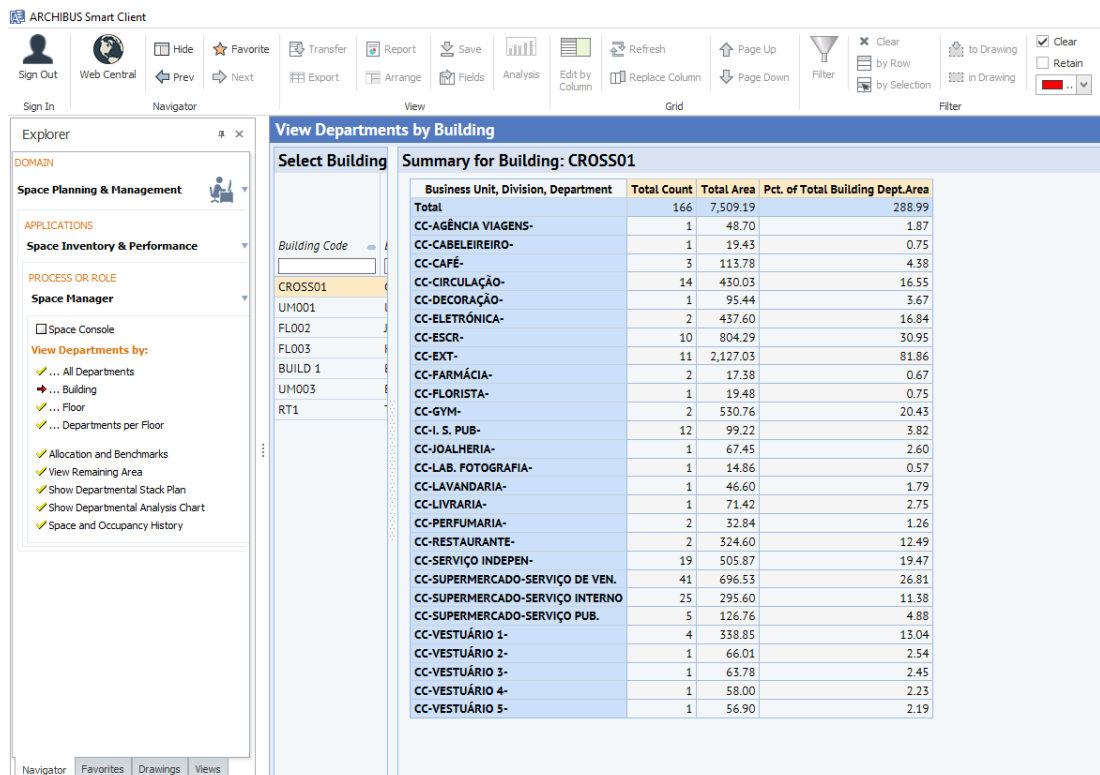 ARCHIBUS Smart Client
Sign Out
Web Central
Hide
Favorite
Prev
Next
Transfer
Report
Save
Export
Arrange
Fields
Analysis
Edit by Column
Refresh
Page Up
Replace Column
Page Down
Filter
Clear
by Row
by Selection
to Drawing
in Drawing
Clear
Retain
..
Sign In
Navigator
View
Grid
Filter
Explorer
DOMAIN
Space Planning & Management
APPLICATIONS
Space Inventory & Performance
PROCESS OR ROLE
Space Manager
Space Console
View Departments by:
... All Departments
... Building
... Floor
... Departments per Floor
Allocation and Benchmarks
View Remaining Area
Show Departmental Stack Plan
Show Departmental Analysis Chart
Space and Occupancy History
Navigator Favorites Drawings Views
View Departments by Building
Select Building
Building Code
CROSS01
UM001
FL002
FL003
BUILD 1
UM003
RT1
Summary for Building: CROSS01
Business Unit, Division, Department Total Count Total Area Pct. of Total Building Dept.Area
Total 166 7,509.19 288.99
CC-AGÊNCIA VIAGENS- 1 48.70 1.87
CC-CABELEIREIRO- 1 19.43 0.75
CC-CAFÉ- 3 113.78 4.38
CC-CIRCULAÇÃO- 14 430.03 16.55
CC-DECORAÇÃO- 1 95.44 3.67
CC-ELETRÓNICA- 2 437.60 16.84
CC-ESCR- 10 804.29 30.95
CC-EXT- 11 2,127.03 81.86
CC-FARMÁCIA- 2 17.38 0.67
CC-FLORISTA- 1 19.48 0.75
CC-GYM- 2 530.76 20.43
CC-I. S. PUB- 12 99.22 3.82
CC-JOALHERIA- 1 67.45 2.60
CC-LAB. FOTOGRAFIA- 1 14.86 0.57
CC-LAVANDARIA- 1 46.60 1.79
CC-LIVRARIA- 1 71.42 2.75
CC-PERFUMARIA- 2 32.84 1.26
CC-RESTAURANTE- 2 324.60 12.49
CC-SERVIÇO INDEPEN- 19 505.87 19.47
CC-SUPERMERCADO-SERVIÇO DE VEN. 41 696.53 26.81
CC-SUPERMERCADO-SERVIÇO INTERNO 25 295.60 11.38
CC-SUPERMERCADO-SERVIÇO PUB. 5 126.76 4.88
CC-VESTUÁRIO 1- 4 338.85 13.04
CC-VESTUÁRIO 2- 1 66.01 2.54
CC-VESTUÁRIO 3- 1 63.78 2.45
CC-VESTUÁRIO 4- 1 58.00 2.23
CC-VESTUÁRIO 5- 1 56.90 2.19